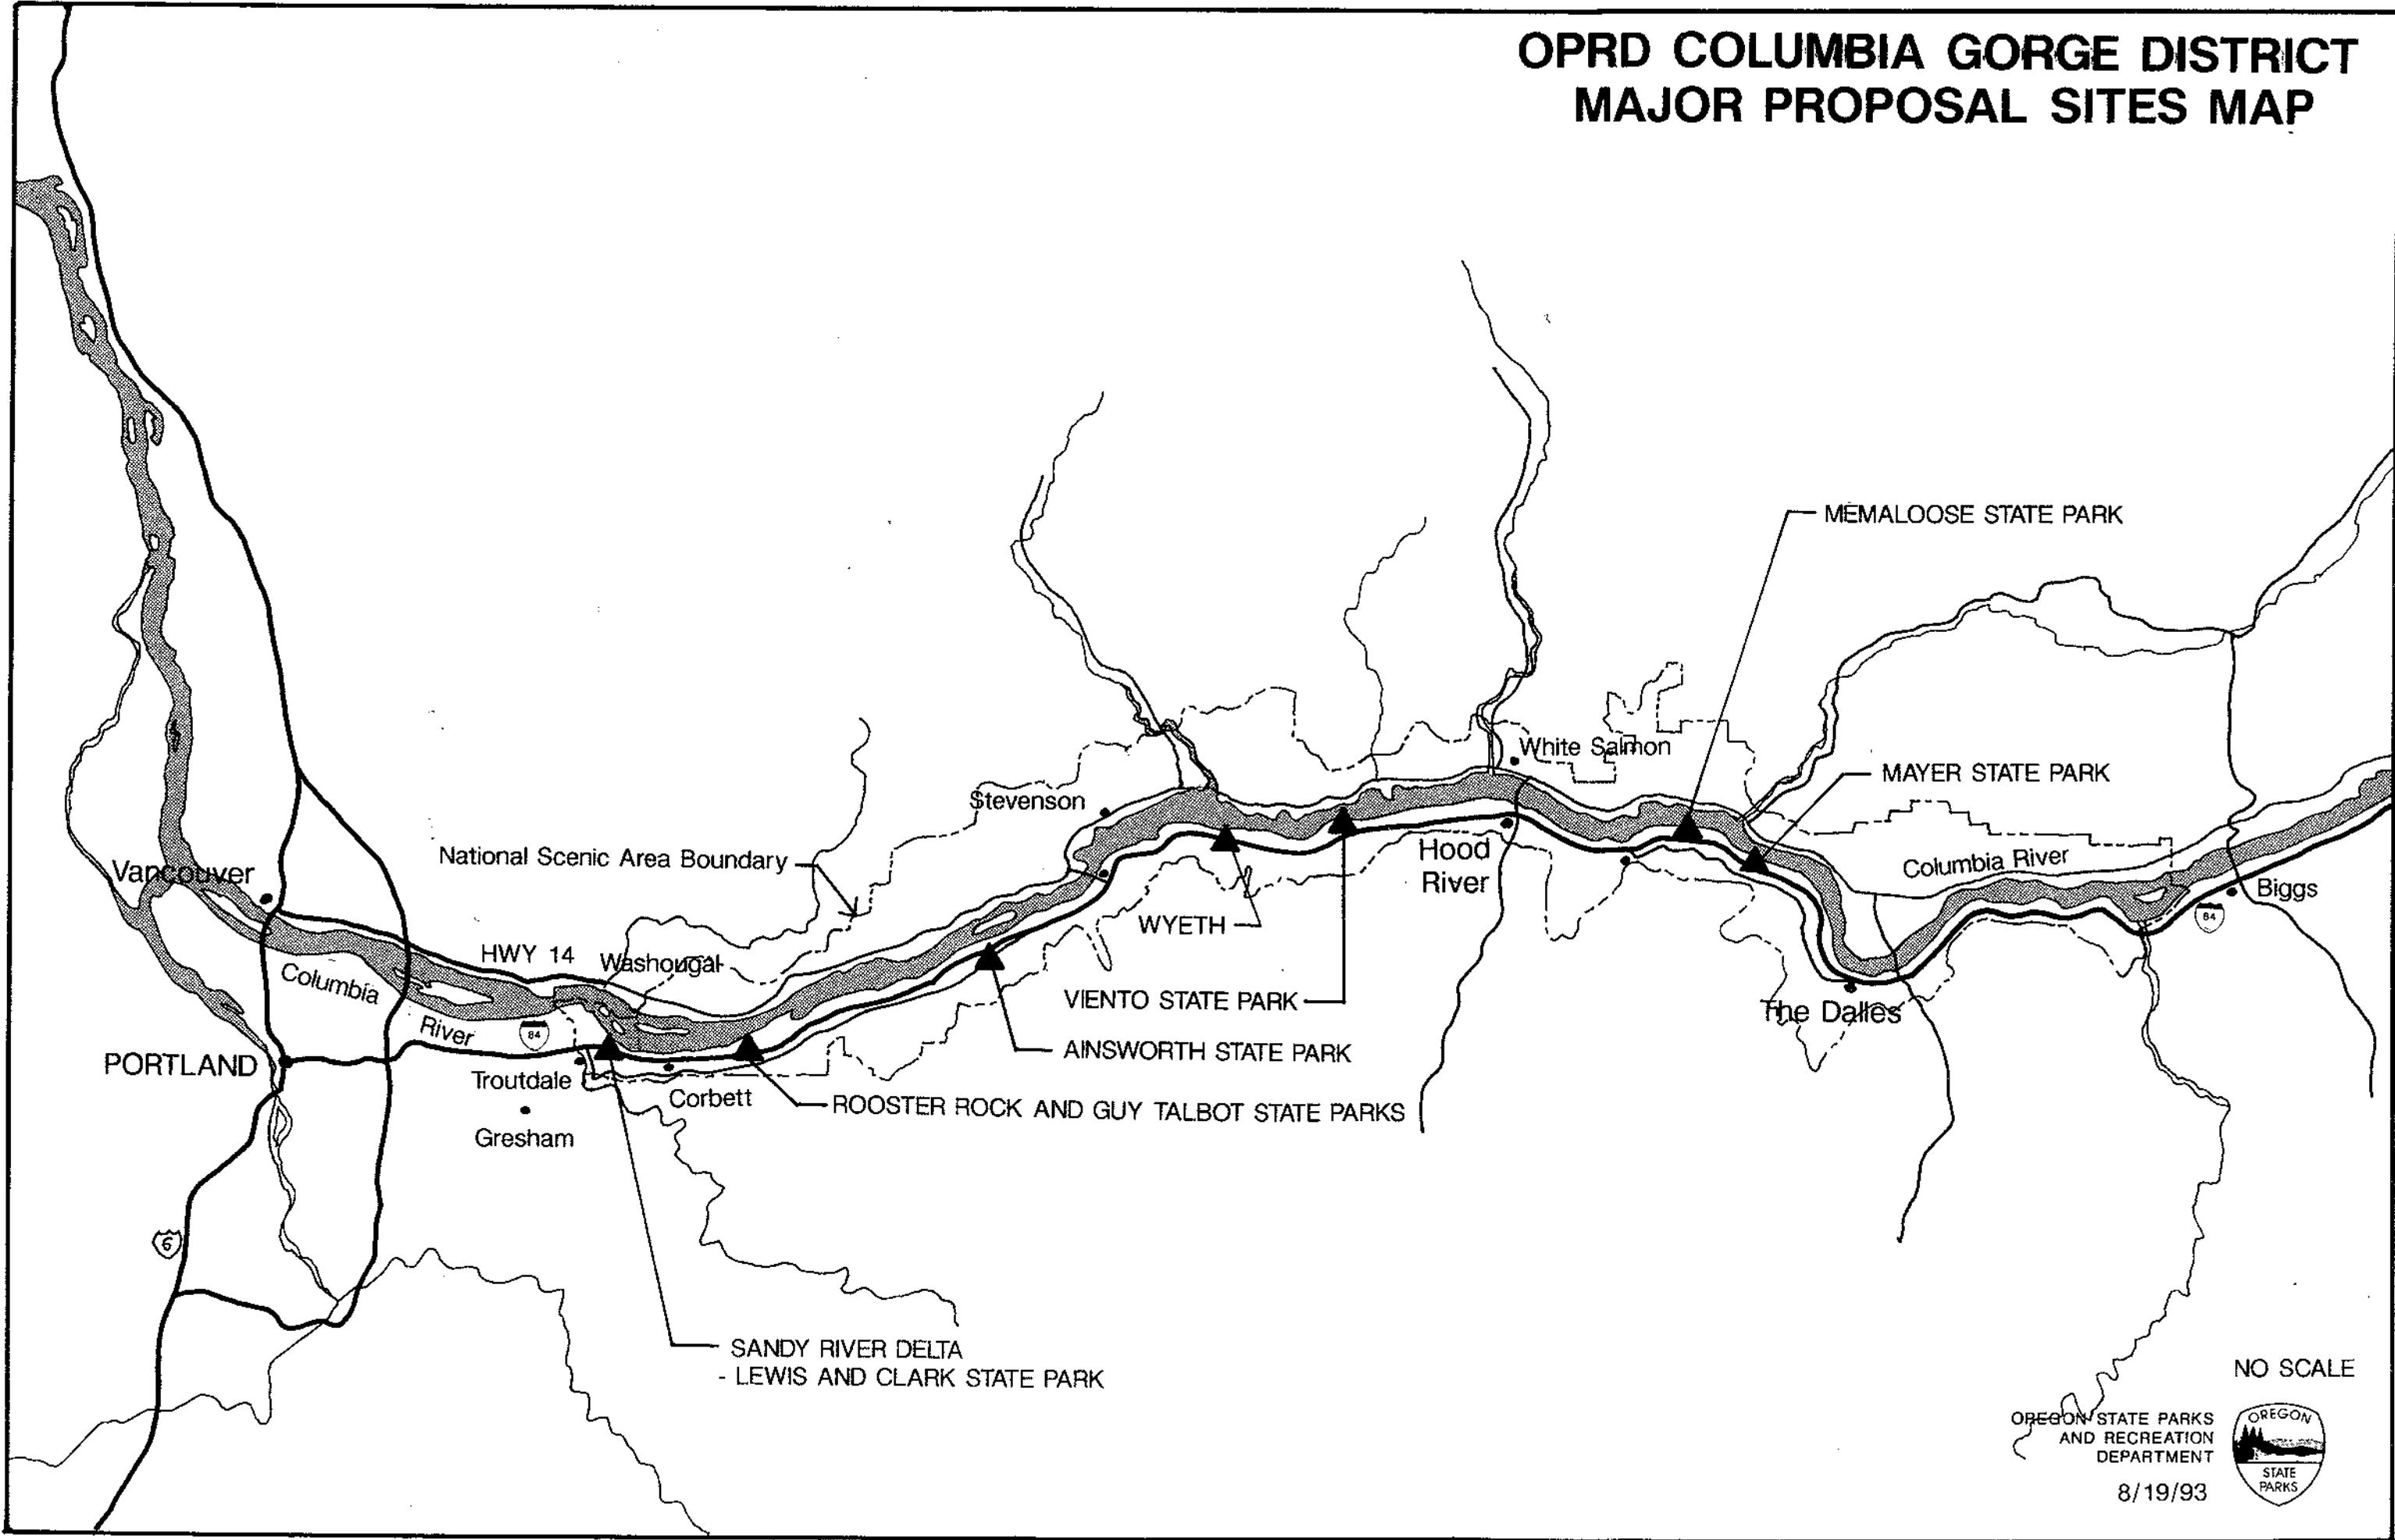 OPRD COLUMBIA GORGE DISTRICT
MAJOR PROPOSAL SITES MAP
MEMALOOSE STATE PARK
White Salmon
MAYER STATE PARK
Stevenson
National Scenic Area Boundary
Hood
River
Columbia River
Vancouver
Biggs
84
WYETH
HWY 14
Washougal
Columbia
River
84
VIENTO STATE PARK
The Dalles
PORTLAND
AINSWORTH STATE PARK
Troutdale
Corbett
ROOSTER ROCK AND GUY TALBOT STATE PARKS
Gresham
6
SANDY RIVER DELTA
- LEWIS AND CLARK STATE PARK
NO SCALE
OREGON STATE PARKS
AND RECREATION
DEPARTMENT
8/19/93
OREGON
STATE
PARKS